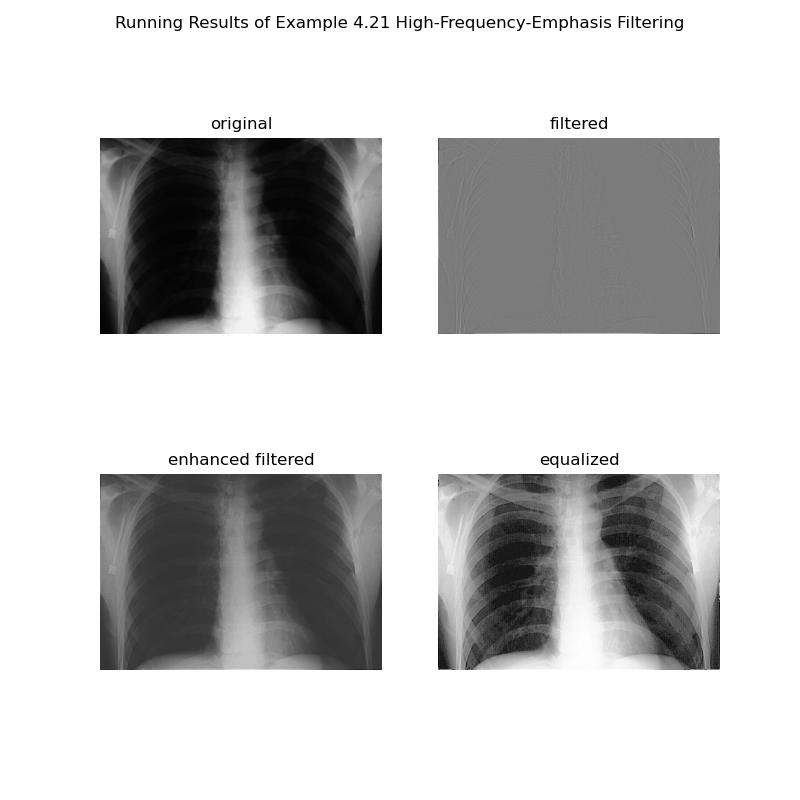 Running Results of Example 4.21 High-Frequency-Emphasis Filtering
original
filtered
enhanced filtered
equalized